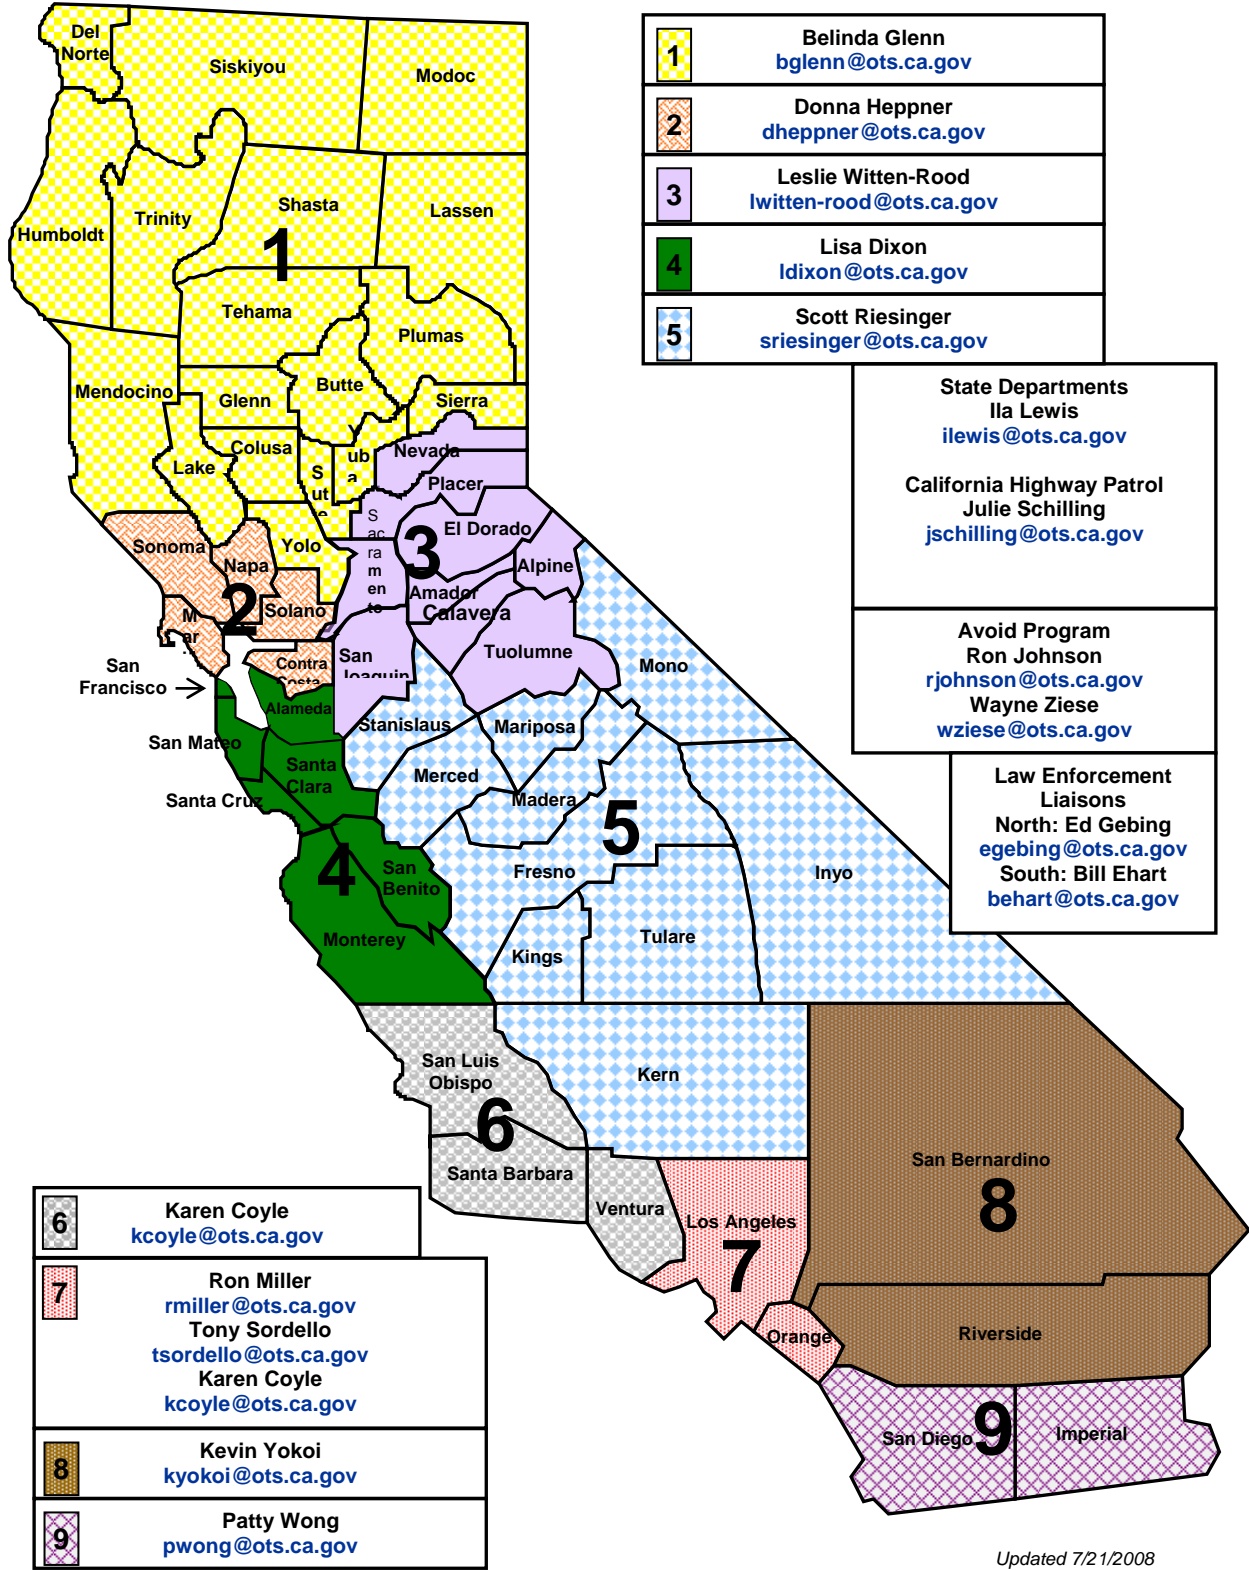 Del
Norte
Siskiyou
Modoc
Humboldt
Trinity
Shasta
Lassen
1
Tehama
Plumas
Mendocino
Glenn
Butte
Sierra
Colusa
Lake
Y
ub
a
S
ut
Nevada
Placer
Yolo
S
ac
ra
m
en
to
3
El Dorado
Alpine
Amador
Calavera
Sonoma
Napa
2
Solano
M
ar
Contra
Costa
San
Joaquin
Tuolumne
Mono
San
Francisco
Alameda
Stanislaus
Mariposa
San Mateo
Santa
Clara
Merced
Madera
Santa Cruz
5
4
San
Benito
Fresno
Inyo
Monterey
Kings
Tulare
San Luis
Obispo
Kern
6
Santa Barbara
Ventura
Los Angeles
7
San Bernardino
8
Orange
Riverside
San Diego
9
Imperial
1
Belinda Glenn
bglenn@ots.ca.gov
2
Donna Heppner
dheppner@ots.ca.gov
3
Leslie Witten-Rood
lwitten-rood@ots.ca.gov
4
Lisa Dixon
ldixon@ots.ca.gov
5
Scott Riesinger
sriesinger@ots.ca.gov
State Departments
Ila Lewis
ilewis@ots.ca.gov
California Highway Patrol
Julie Schilling
jschilling@ots.ca.gov
Avoid Program
Ron Johnson
rjohnson@ots.ca.gov
Wayne Ziese
wziese@ots.ca.gov
Law Enforcement
Liaisons
North: Ed Gebing
egebing@ots.ca.gov
South: Bill Ehart
behart@ots.ca.gov
6
Karen Coyle
kcoyle@ots.ca.gov
7
Ron Miller
rmiller@ots.ca.gov
Tony Sordello
tsordello@ots.ca.gov
Karen Coyle
kcoyle@ots.ca.gov
8
Kevin Yokoi
kyokoi@ots.ca.gov
9
Patty Wong
pwong@ots.ca.gov
Updated 7/21/2008